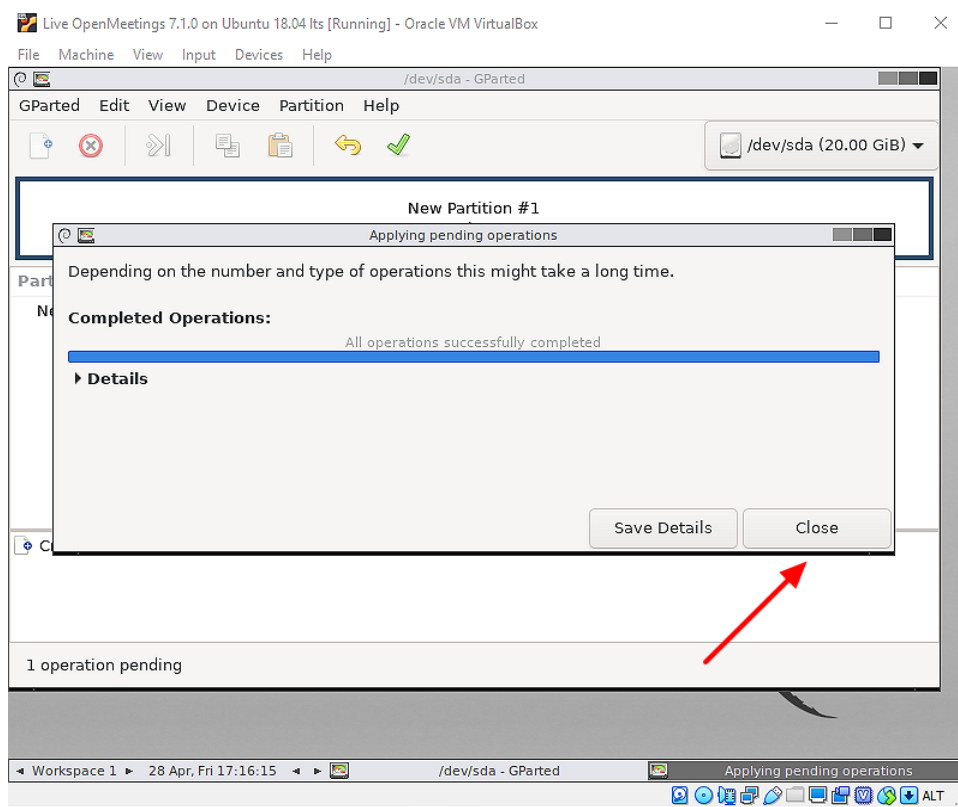 Live OpenMeetings 7.1.0 on Ubuntu 18.04 lts [Running] - Oracle VM VirtualBox
File Machine View Input Devices Help
/dev/sda - GParted
GParted Edit View Device Partition Help
/dev/sda (20.00 GiB)
New Partition #1
Applying pending operations
Depending on the number and type of operations this might take a long time.
Part
Ne
Completed Operations:
All operations successfully completed
Details
Save Details Close
1 operation pending
Workspace 1 28 Apr, Fri 17:16:15 /dev/sda - GParted Applying pending operations
ALT